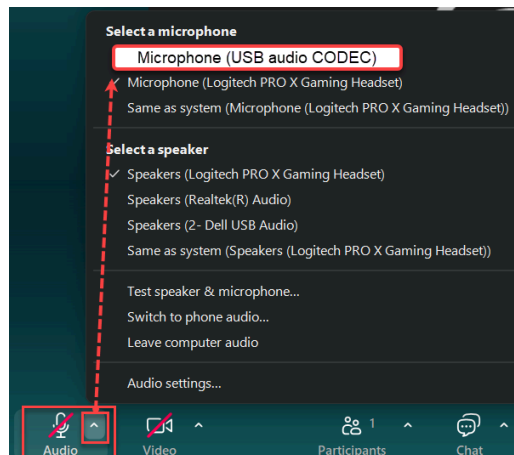 Select a microphone
Microphone (USB audio CODEC)
Microphone (Logitech PRO X Gaming Headset)
Same as system (Microphone (Logitech PRO X Gaming Headset))
Select a speaker
Speakers (Logitech PRO X Gaming Headset)
Speakers (Realtek(R) Audio)
Speakers (2- Dell USB Audio)
Same as system (Speakers (Logitech PRO X Gaming Headset))
Test speaker & microphone...
Switch to phone audio...
Leave computer audio
Audio settings...
1
Audio Video Participants Chat